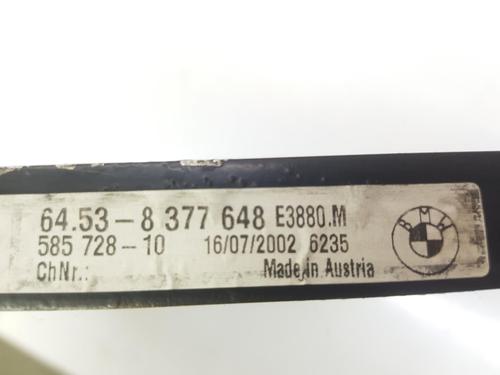 64.53-8 377 648 E3880.M
585 728-10 16/07/2002 6235
ChNr.: Made in Austria
BMW